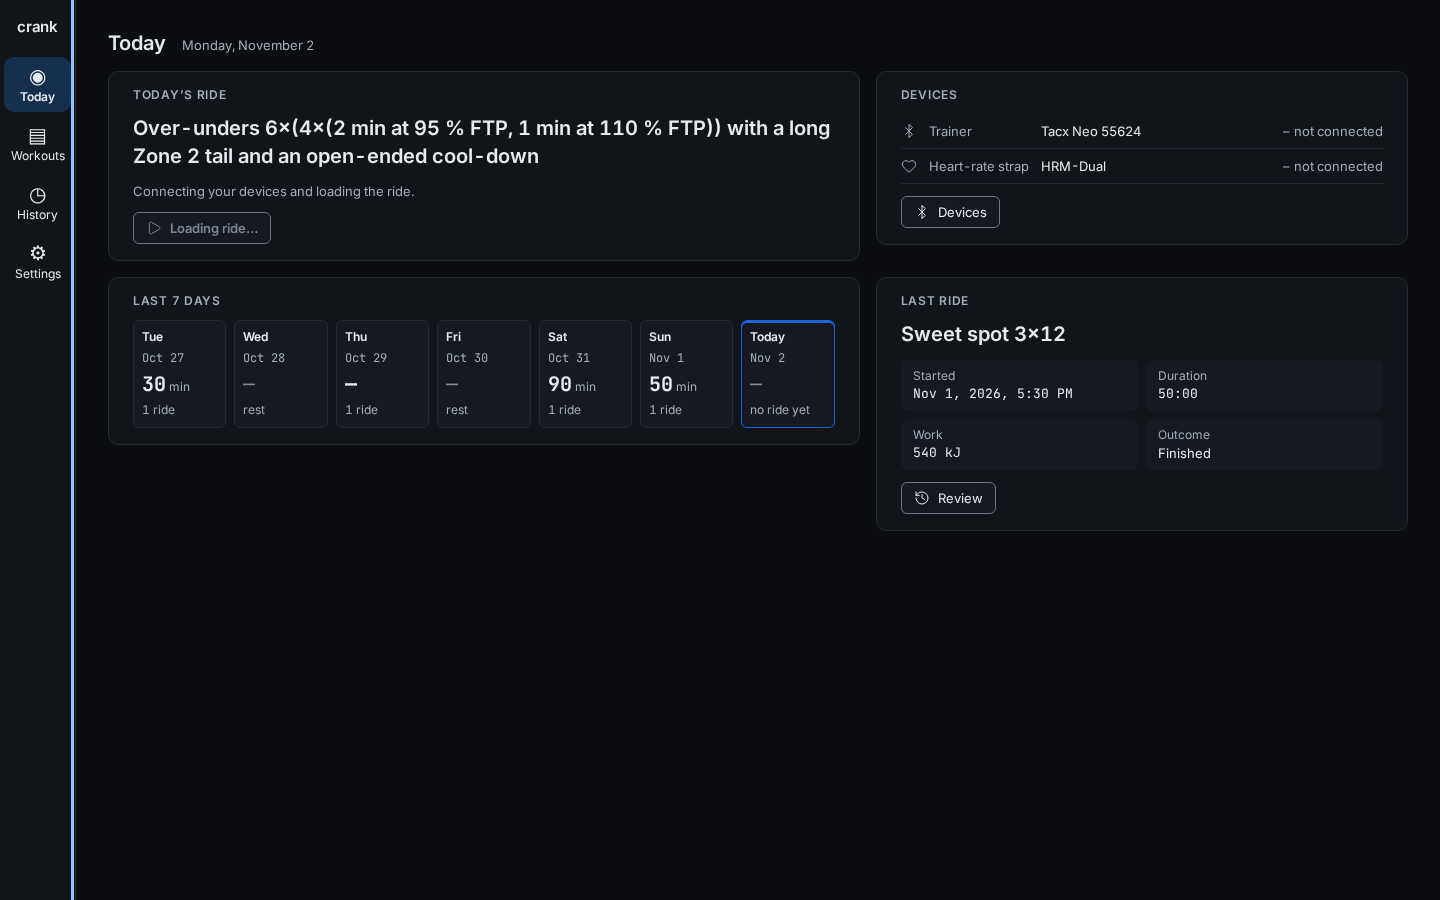 crank
Today
Workouts
History
Settings
Today Monday, November 2
TODAY’S RIDE
Over-unders 6×(4×(2 min at 95 % FTP, 1 min at 110 % FTP)) with a long
Zone 2 tail and an open-ended cool-down
Connecting your devices and loading the ride.
Loading ride…
DEVICES
Trainer Tacx Neo 55624 – not connected
Heart-rate strap HRM-Dual – not connected
Devices
LAST 7 DAYS
Tue
Oct 27
30 min
1 ride
Wed
Oct 28
—
rest
Thu
Oct 29
—
1 ride
Fri
Oct 30
—
rest
Sat
Oct 31
90 min
1 ride
Sun
Nov 1
50 min
1 ride
Today
Nov 2
—
no ride yet
LAST RIDE
Sweet spot 3×12
Started
Nov 1, 2026, 5:30 PM
Duration
50:00
Work
540 kJ
Outcome
Finished
Review